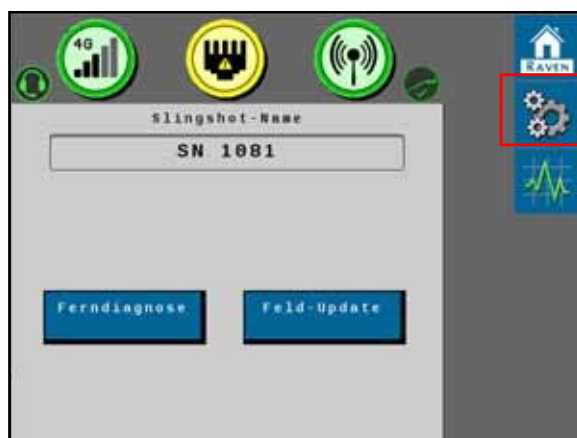 4G
RAVEN
Slingshot-Name
SN 1081
Ferndiagnose
Feld-Update